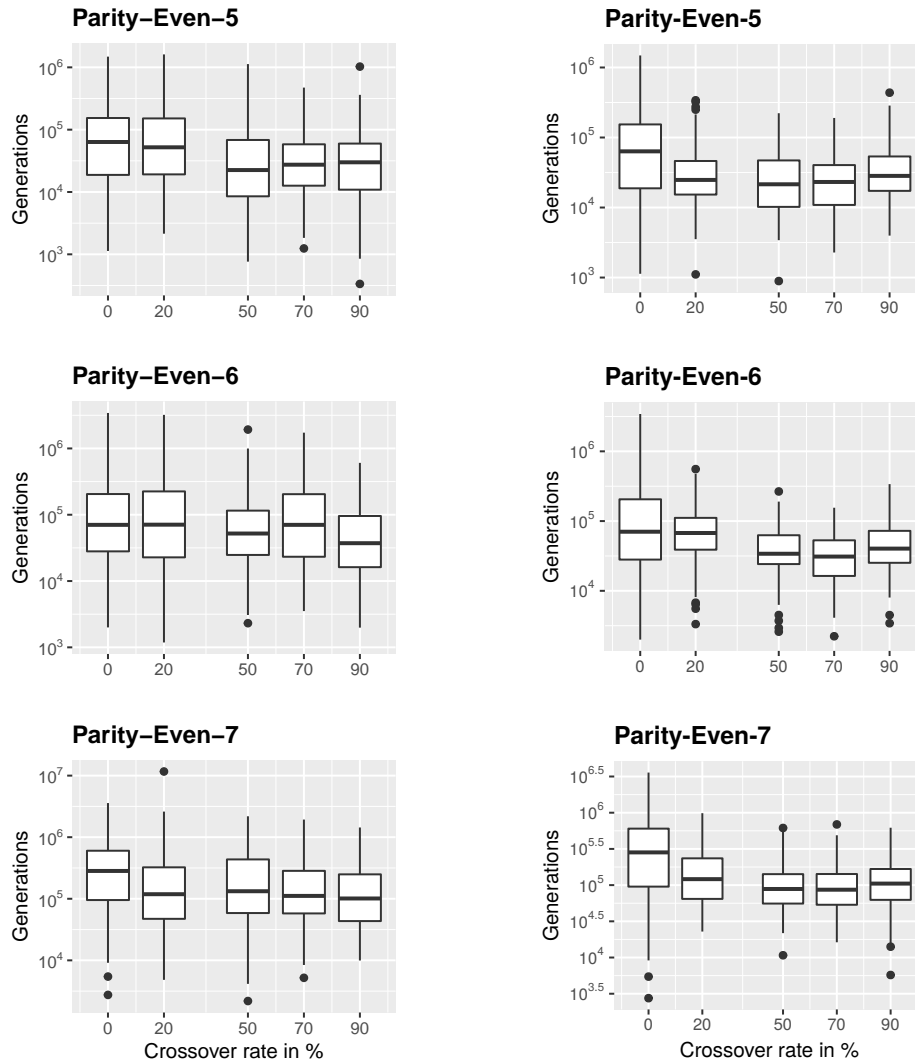 Parity−Even−5
Generations
10^6
10^5
10^4
10^3
0 20 50 70 90
Parity-Even-5
Generations
10^6
10^5
10^4
10^3
0 20 50 70 90
Parity−Even−6
Generations
10^6
10^5
10^4
10^3
0 20 50 70 90
Parity-Even-6
Generations
10^6
10^5
10^4
0 20 50 70 90
Parity−Even−7
Generations
10^7
10^6
10^5
10^4
0 20 50 70 90
Crossover rate in %
Parity-Even-7
Generations
10^6.5
10^6
10^5.5
10^5
10^4.5
10^4
10^3.5
0 20 50 70 90
Crossover rate in %